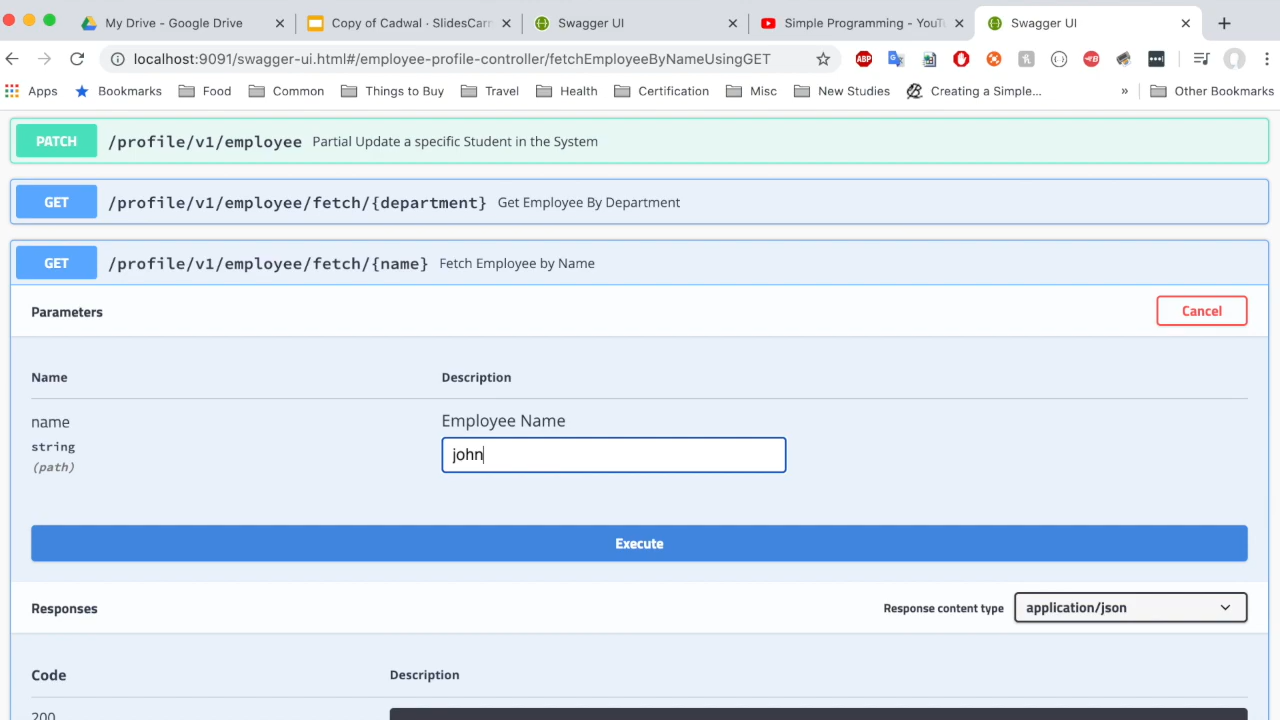 My Drive - Google Drive
Copy of Cadwal · SlidesCarn
Swagger UI
Simple Programming - YouTu
Swagger UI
localhost:9091/swagger-ui.html#/employee-profile-controller/fetchEmployeeByNameUsingGET
ABP
Apps Bookmarks Food Common Things to Buy Travel Health Certification Misc New Studies Creating a Simple... » Other Bookmarks
PATCH /profile/v1/employee Partial Update a specific Student in the System
GET /profile/v1/employee/fetch/{department} Get Employee By Department
GET /profile/v1/employee/fetch/{name} Fetch Employee by Name
Parameters Cancel
Name Description
name Employee Name
string john
(path)
Execute
Responses Response content type application/json
Code Description
200